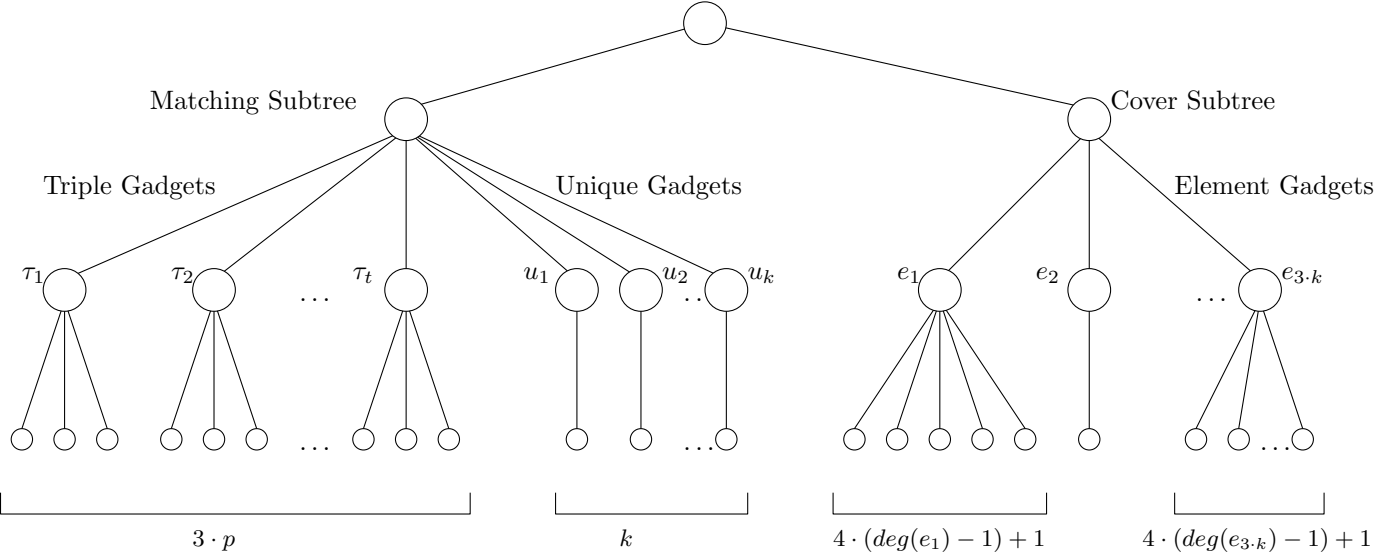 Matching Subtree
Cover Subtree
Triple Gadgets
Unique Gadgets
Element Gadgets
τ₁ τ₂ ... τₜ u₁ u₂ ... uₖ e₁ e₂ ... e₃.ₖ
... ... ...
3 · p
k
4 · (deg(e₁) − 1) + 1
4 · (deg(e₃.ₖ) − 1) + 1